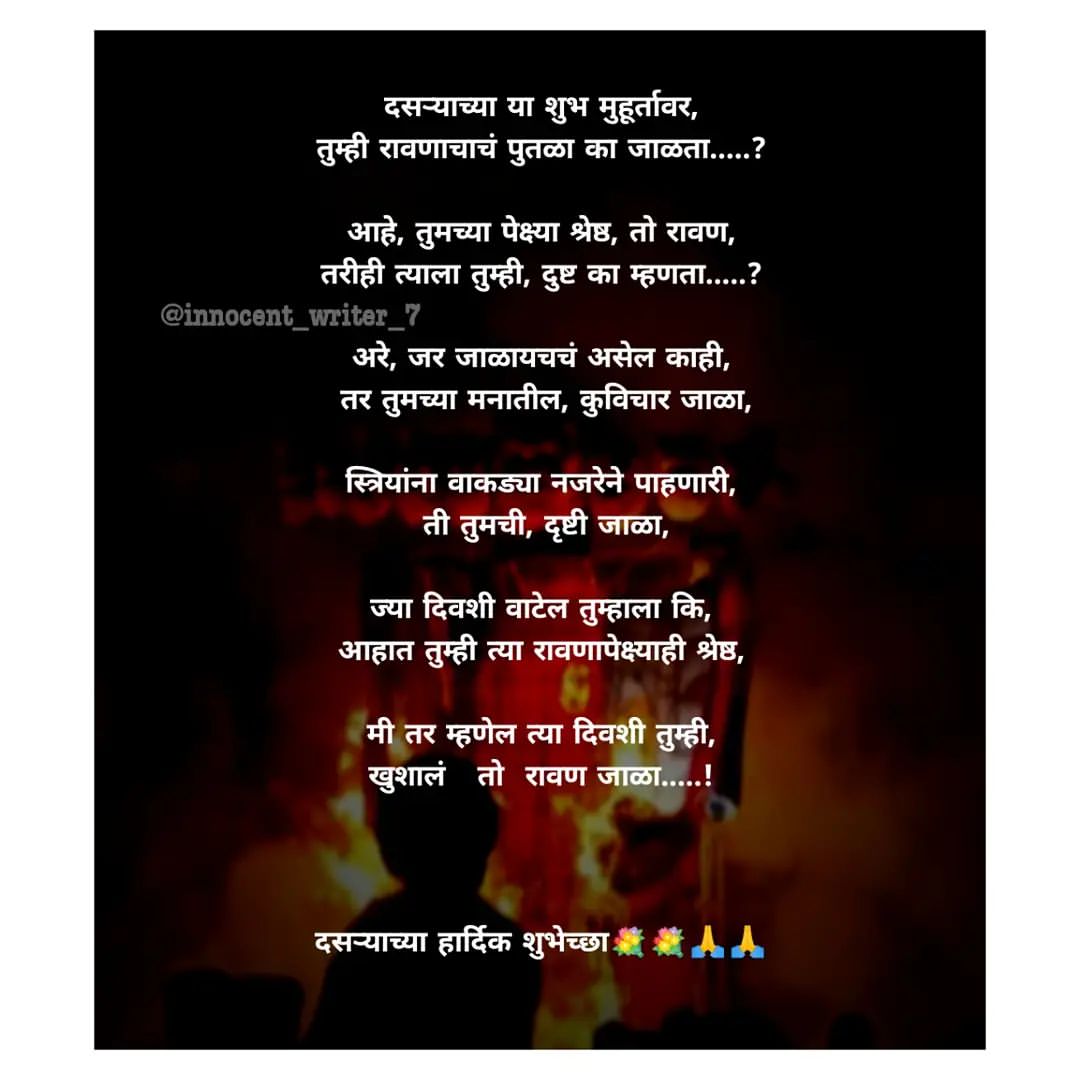 दसऱ्याच्या या शुभ मुहूर्तावर,
तुम्ही रावणाचाचं पुतळा का जाळता.....?
आहे, तुमच्या पेक्ष्या श्रेष्ठ, तो रावण,
तरीही त्याला तुम्ही, दुष्ट का म्हणता.....?
@innocent_writer_7
अरे, जर जाळायचचं असेल काही,
तर तुमच्या मनातील, कुविचार जाळा,
स्त्रियांना वाकड्या नजरेने पाहणारी,
ती तुमची, दृष्टी जाळा,
ज्या दिवशी वाटेल तुम्हाला कि,
आहात तुम्ही त्या रावणापेक्ष्याही श्रेष्ठ,
मी तर म्हणेल त्या दिवशी तुम्ही,
खुशालं तो रावण जाळा.....!
दसऱ्याच्या हार्दिक शुभेच्छा💐💐🙏🙏